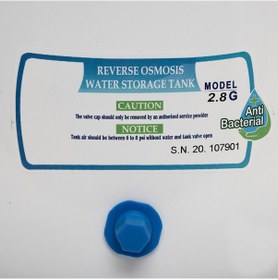 REVERSE OSMOSIS
WATER STORAGE TANK
MODEL
2.8 G
CAUTION
The valve cap should only be removed by an authorised service provider
NOTICE
Tank air should be between 6 to 8 psi without water and tank valve open
Anti
Bacterial
S.N. 20. 107901